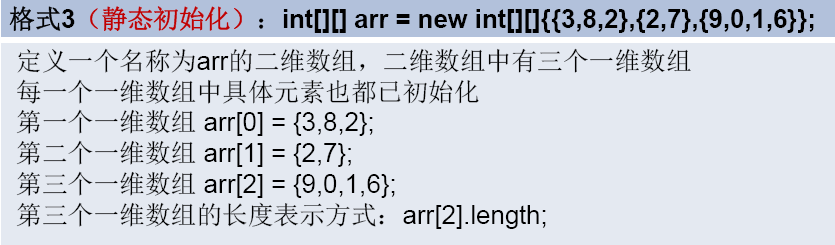 格式3（静态初始化）：int[][] arr = new int[][]{{3,8,2},{2,7},{9,0,1,6}};
定义一个名称为arr的二维数组，二维数组中有三个一维数组
每一个一维数组中具体元素也都已初始化
第一个一维数组 arr[0] = {3,8,2};
第二个一维数组 arr[1] = {2,7};
第三个一维数组 arr[2] = {9,0,1,6};
第三个一维数组的长度表示方式：arr[2].length;